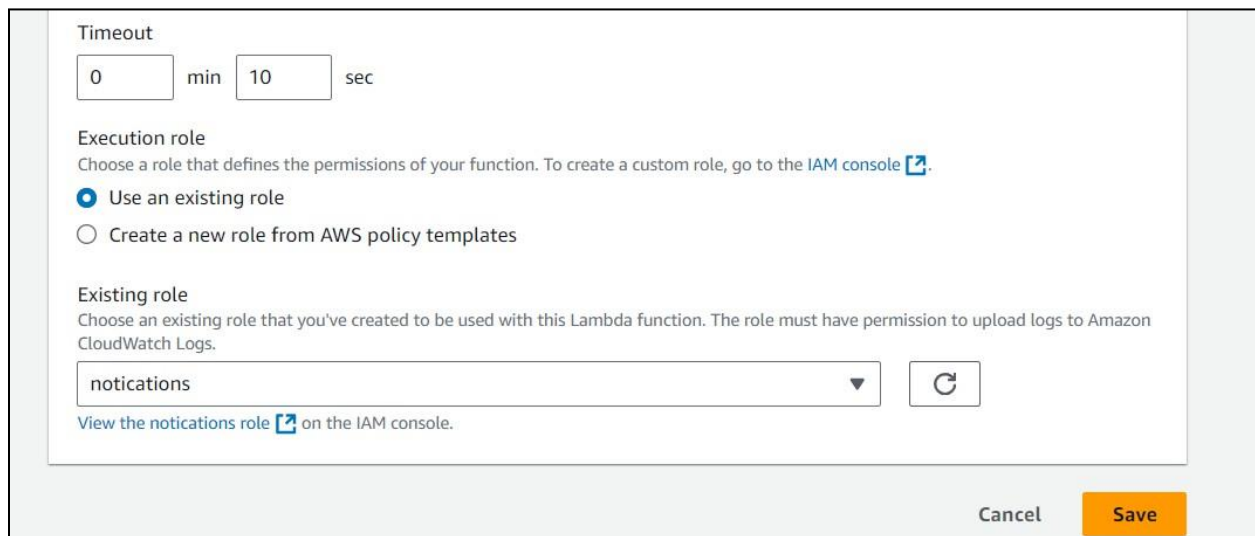 Timeout
0 min 10 sec
Execution role
Choose a role that defines the permissions of your function. To create a custom role, go to the IAM console.
Use an existing role
Create a new role from AWS policy templates
Existing role
Choose an existing role that you've created to be used with this Lambda function. The role must have permission to upload logs to Amazon
CloudWatch Logs.
notications
View the notications role on the IAM console.
Cancel Save